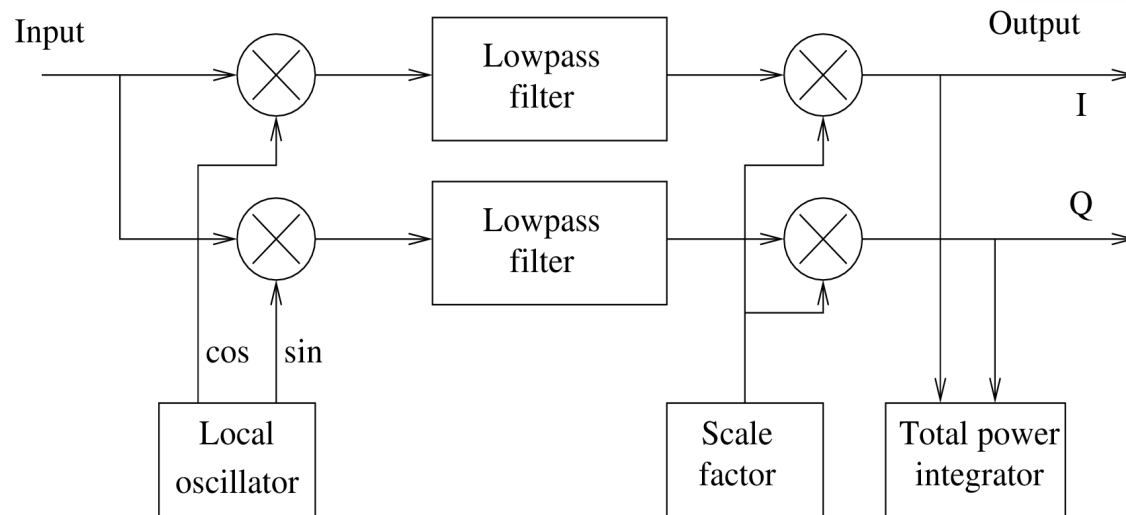 Input
Lowpass
filter
Output
I
Lowpass
filter
Q
cos
sin
Local
oscillator
Scale
factor
Total power
integrator